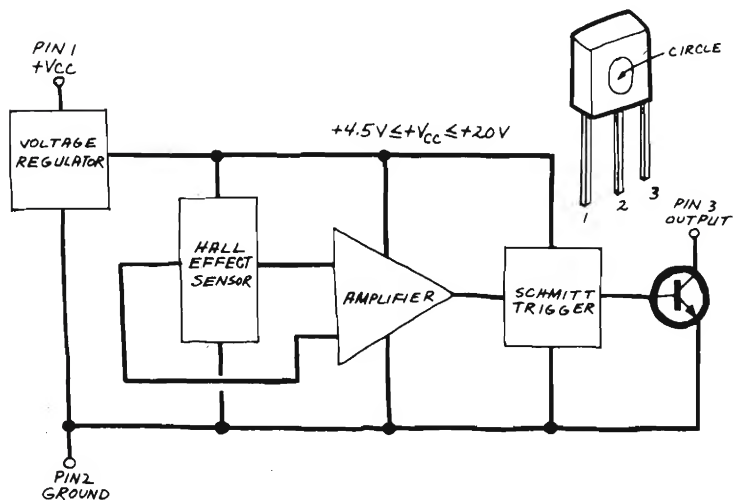 PIN 1
+VCC
VOLTAGE
REGULATOR
+4.5V≤+VCC≤+20V
CIRCLE
1
2
3
HALL
EFFECT
SENSOR
AMPLIFIER
SCHMITT
TRIGGER
PIN 3
OUTPUT
PIN2
GROUND